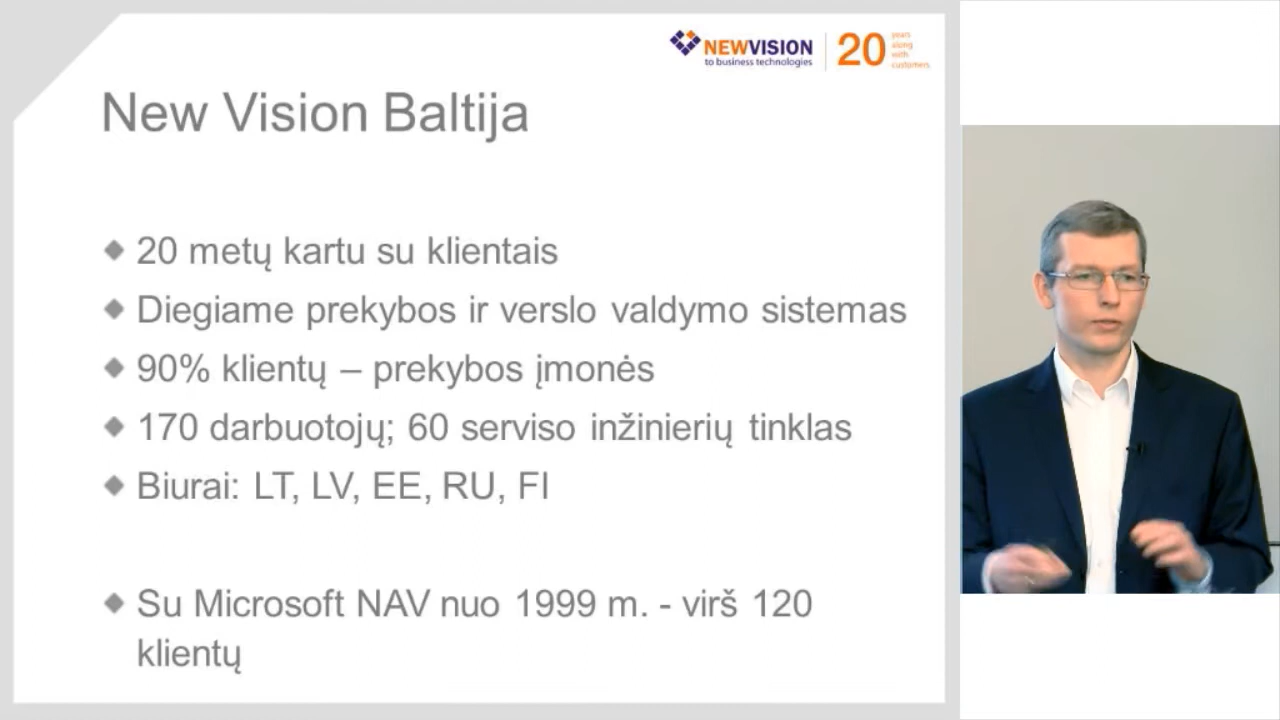 NEWVISION
to business technologies
20
years
along
with
customers
New Vision Baltija
20 metų kartu su klientais
Diegiame prekybos ir verslo valdymo sistemas
90% klientų – prekybos įmonės
170 darbuotojų; 60 serviso inžinierių tinklas
Biurai: LT, LV, EE, RU, FI
Su Microsoft NAV nuo 1999 m. - virš 120
klientų